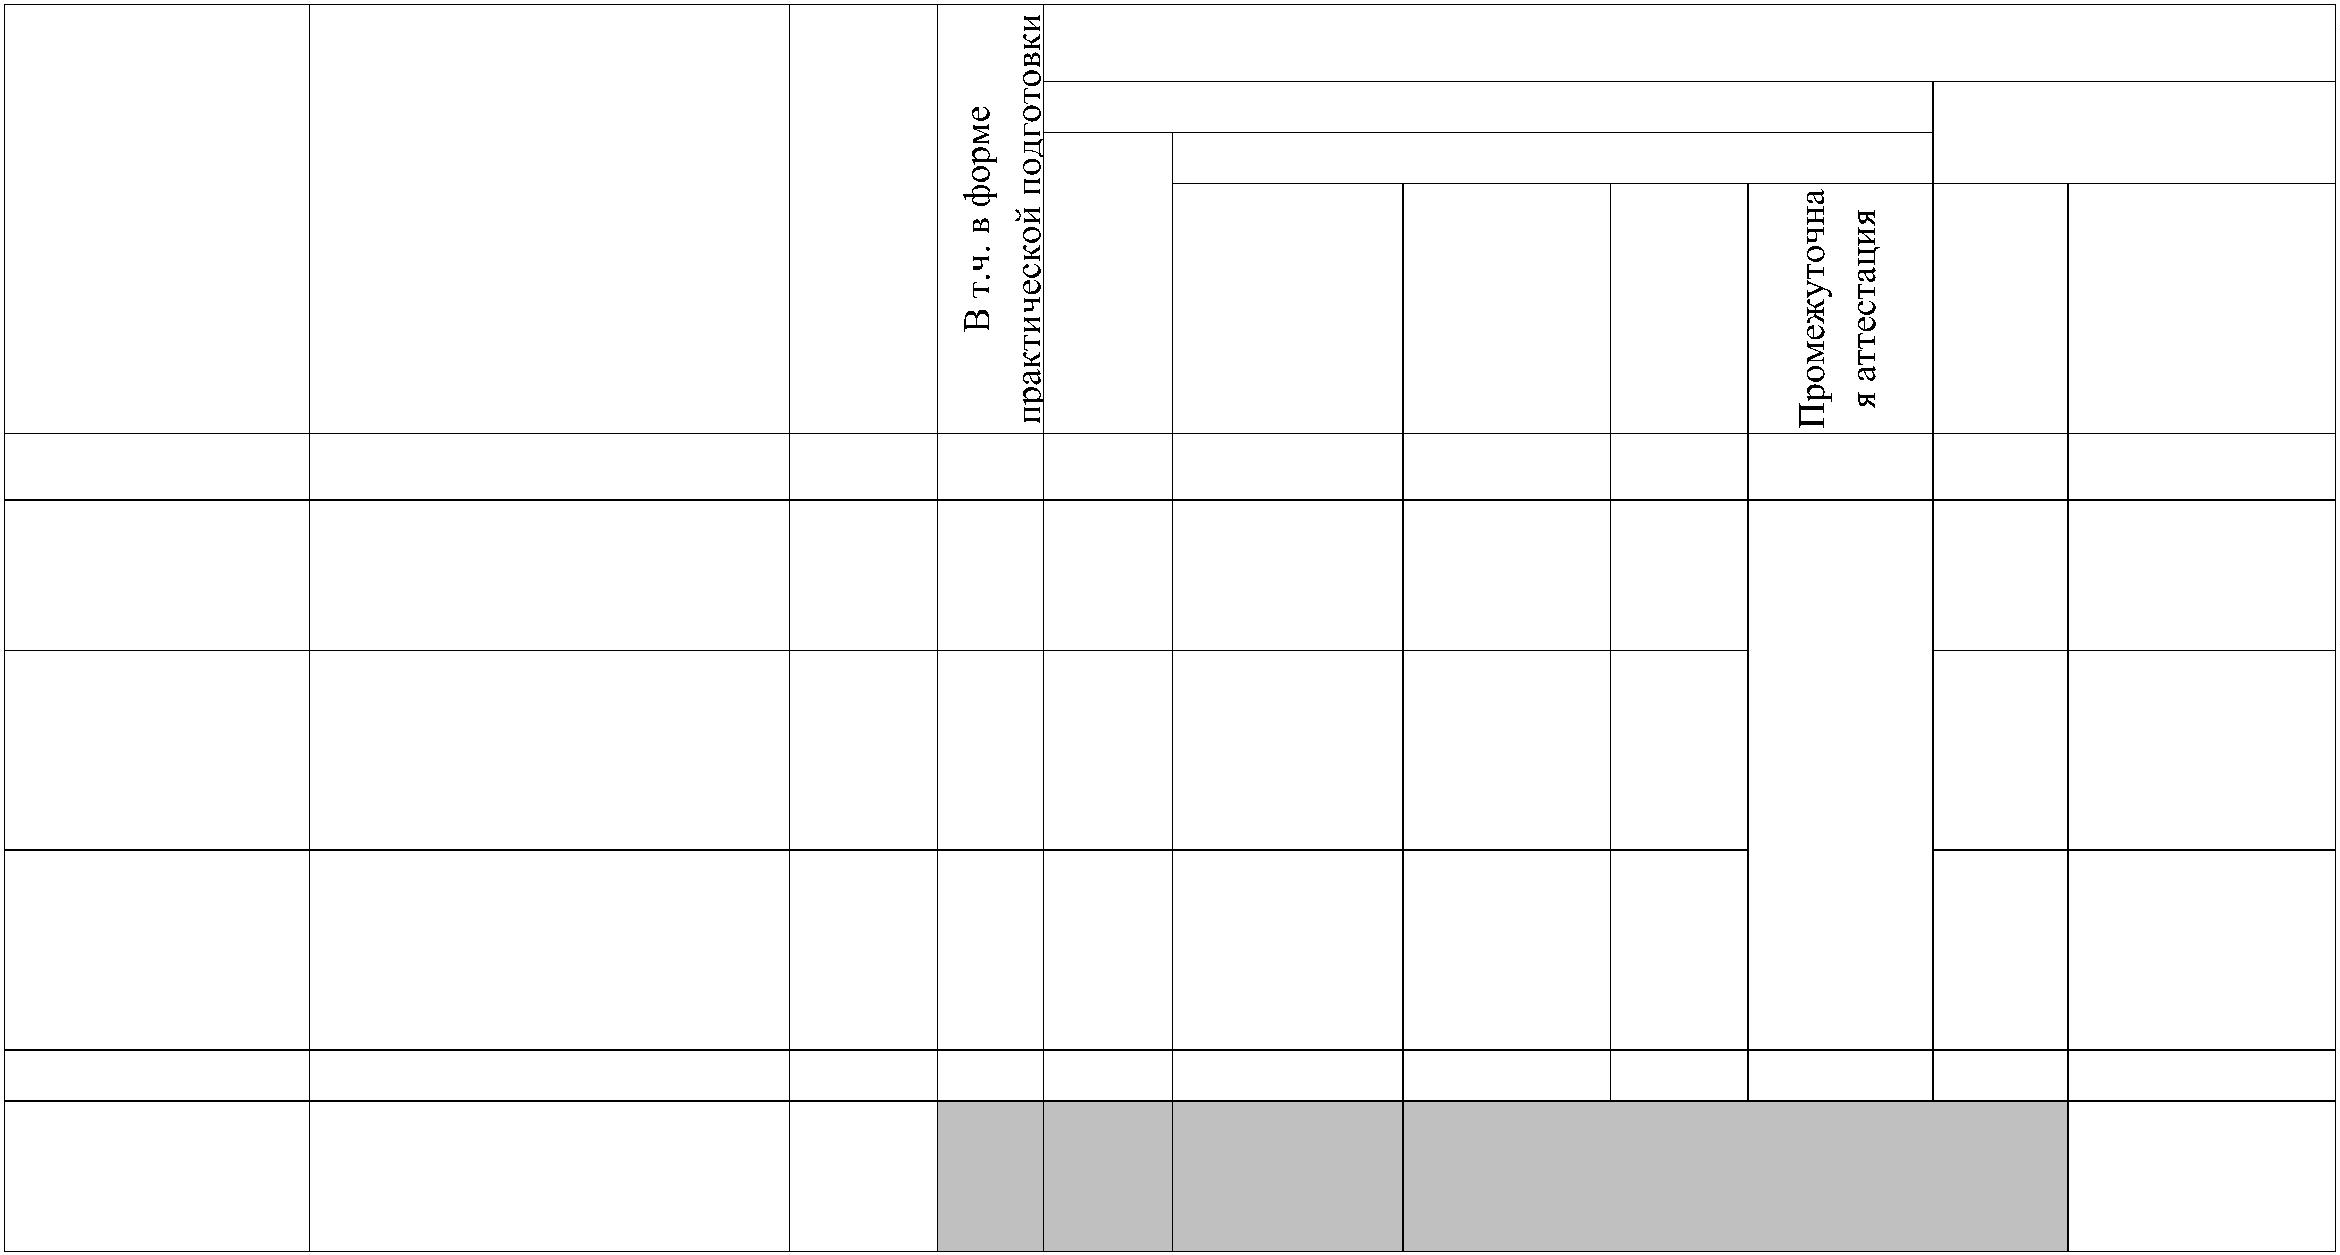 В т.ч. в форме
практической подготовки
Промежуточна
я аттестация